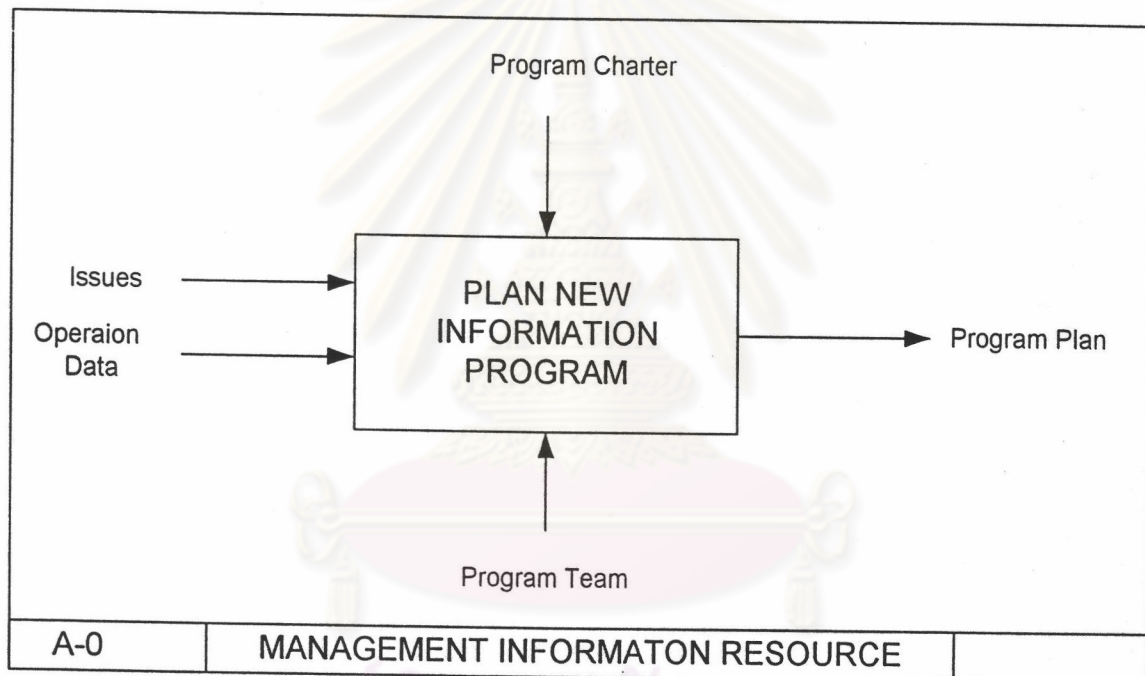 Program Charter
Issues
Operaion
Data
PLAN NEW
INFORMATION
PROGRAM
Program Plan
Program Team
A-0
MANAGEMENT INFORMATON RESOURCE